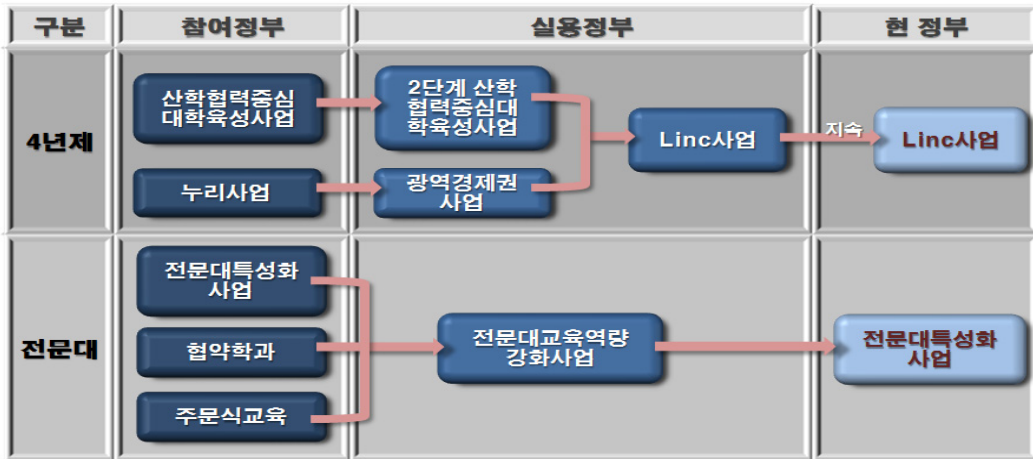 구분
참여정부
실용정부
현 정부
4년제
산학협력중심
대학육성사업
2단계 산학
협력중심대
학육성사업
Linc사업
지속
Linc사업
누리사업
광역경제권
사업
전문대
전문대특성화
사업
협약학과
주문식교육
전문대교육역량
강화사업
전문대특성화
사업